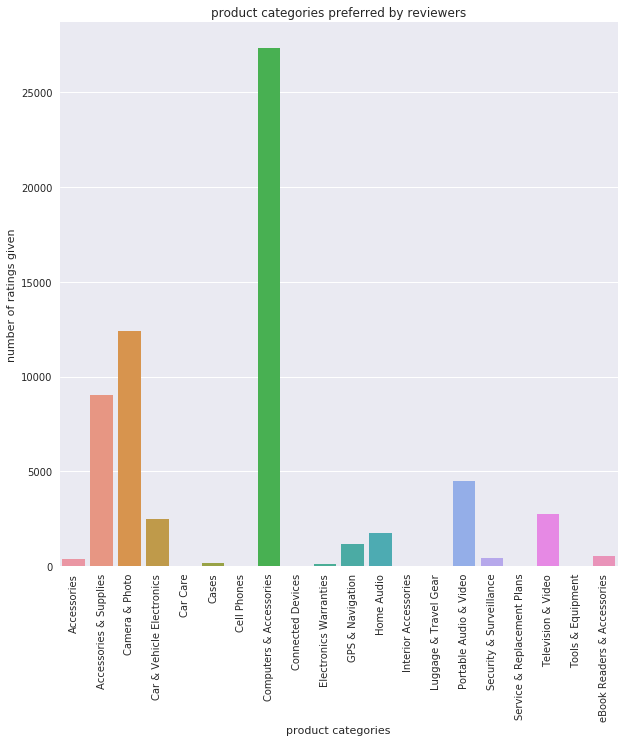 product categories preferred by reviewers
number of ratings given
25000
20000
15000
10000
5000
0
Accessories
Accessories & Supplies
Camera & Photo
Car & Vehicle Electronics
Car Care
Cases
Cell Phones
Computers & Accessories
Connected Devices
Electronics Warranties
GPS & Navigation
Home Audio
Interior Accessories
Luggage & Travel Gear
Portable Audio & Video
Security & Surveillance
Service & Replacement Plans
Television & Video
Tools & Equipment
eBook Readers & Accessories
product categories